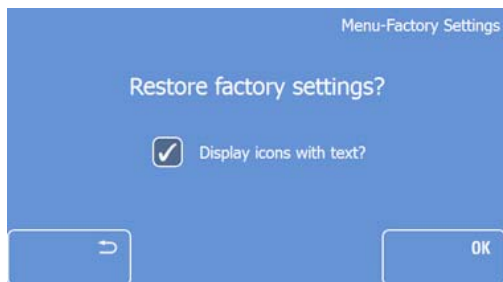 Menu-Factory Settings
Restore factory settings?
Display icons with text?
OK